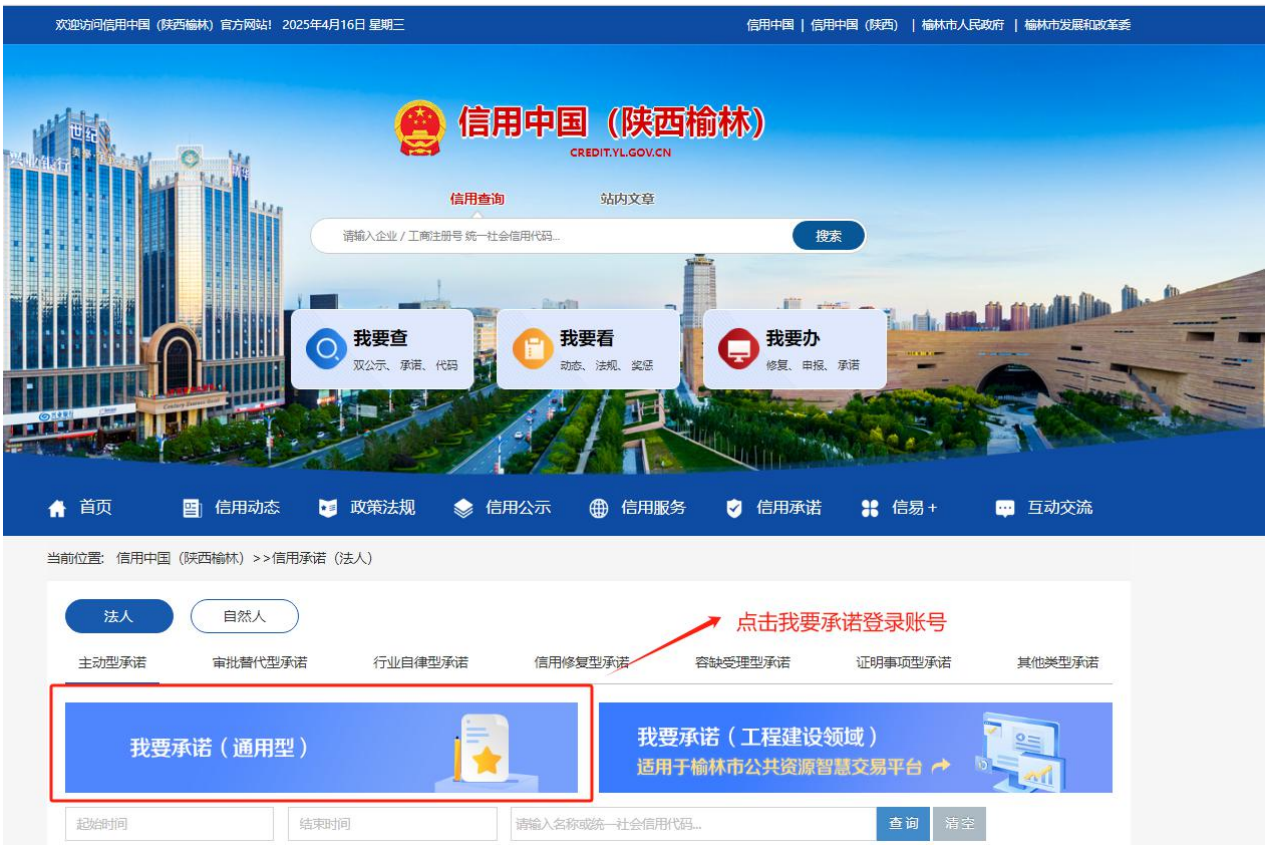 欢迎访问信用中国（陕西榆林）官方网站！ 2025年4月16日 星期三
信用中国 | 信用中国（陕西） | 榆林市人民政府 | 榆林市发展和改革委
信用中国（陕西榆林）
CREDIT.YL.GOV.CN
世纪
兴业银行
信用查询 站内文章
请输入企业 / 工商注册号 统一社会信用代码... 搜索
我要查 我要看 我要办
双公示、承诺、代码 动态、法规、奖惩 修复、申报、承诺
首页 信用动态 政策法规 信用公示 信用服务 信用承诺 信易+ 互动交流
当前位置: 信用中国（陕西榆林）>>信用承诺（法人）
法人 自然人
点击我要承诺登录账号
主动型承诺 审批替代型承诺 行业自律型承诺 信用修复型承诺 容缺受理型承诺 证明事项型承诺 其他类型承诺
我要承诺（通用型）
我要承诺（工程建设领域）
适用于榆林市公共资源智慧交易平台
起始时间 结束时间 请输入名称或统一社会信用代码... 查询 清空